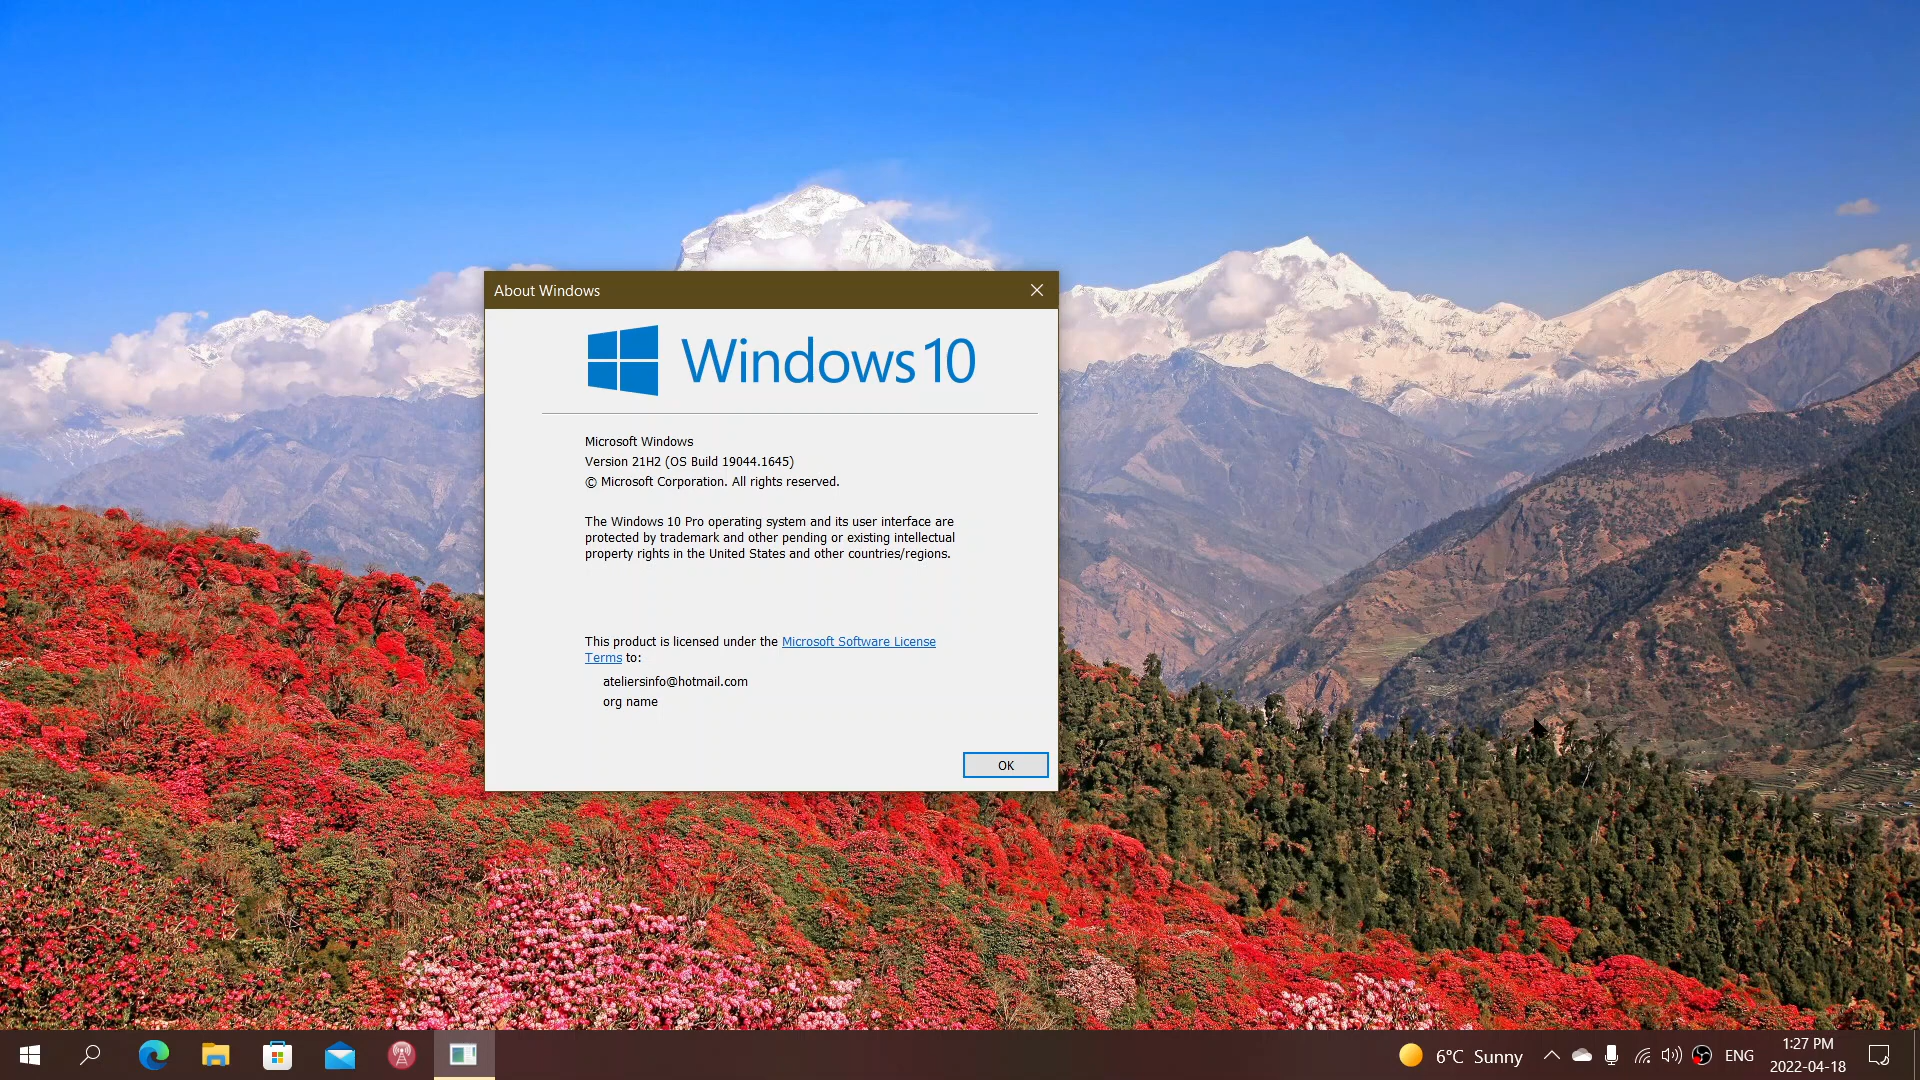 About Windows
Windows 10
Microsoft Windows
Version 21H2 (OS Build 19044.1645)
© Microsoft Corporation. All rights reserved.
The Windows 10 Pro operating system and its user interface are
protected by trademark and other pending or existing intellectual
property rights in the United States and other countries/regions.
This product is licensed under the Microsoft Software License
Terms to:
ateliersinfo@hotmail.com
org name
OK
6°C Sunny
ENG
1:27 PM
2022-04-18